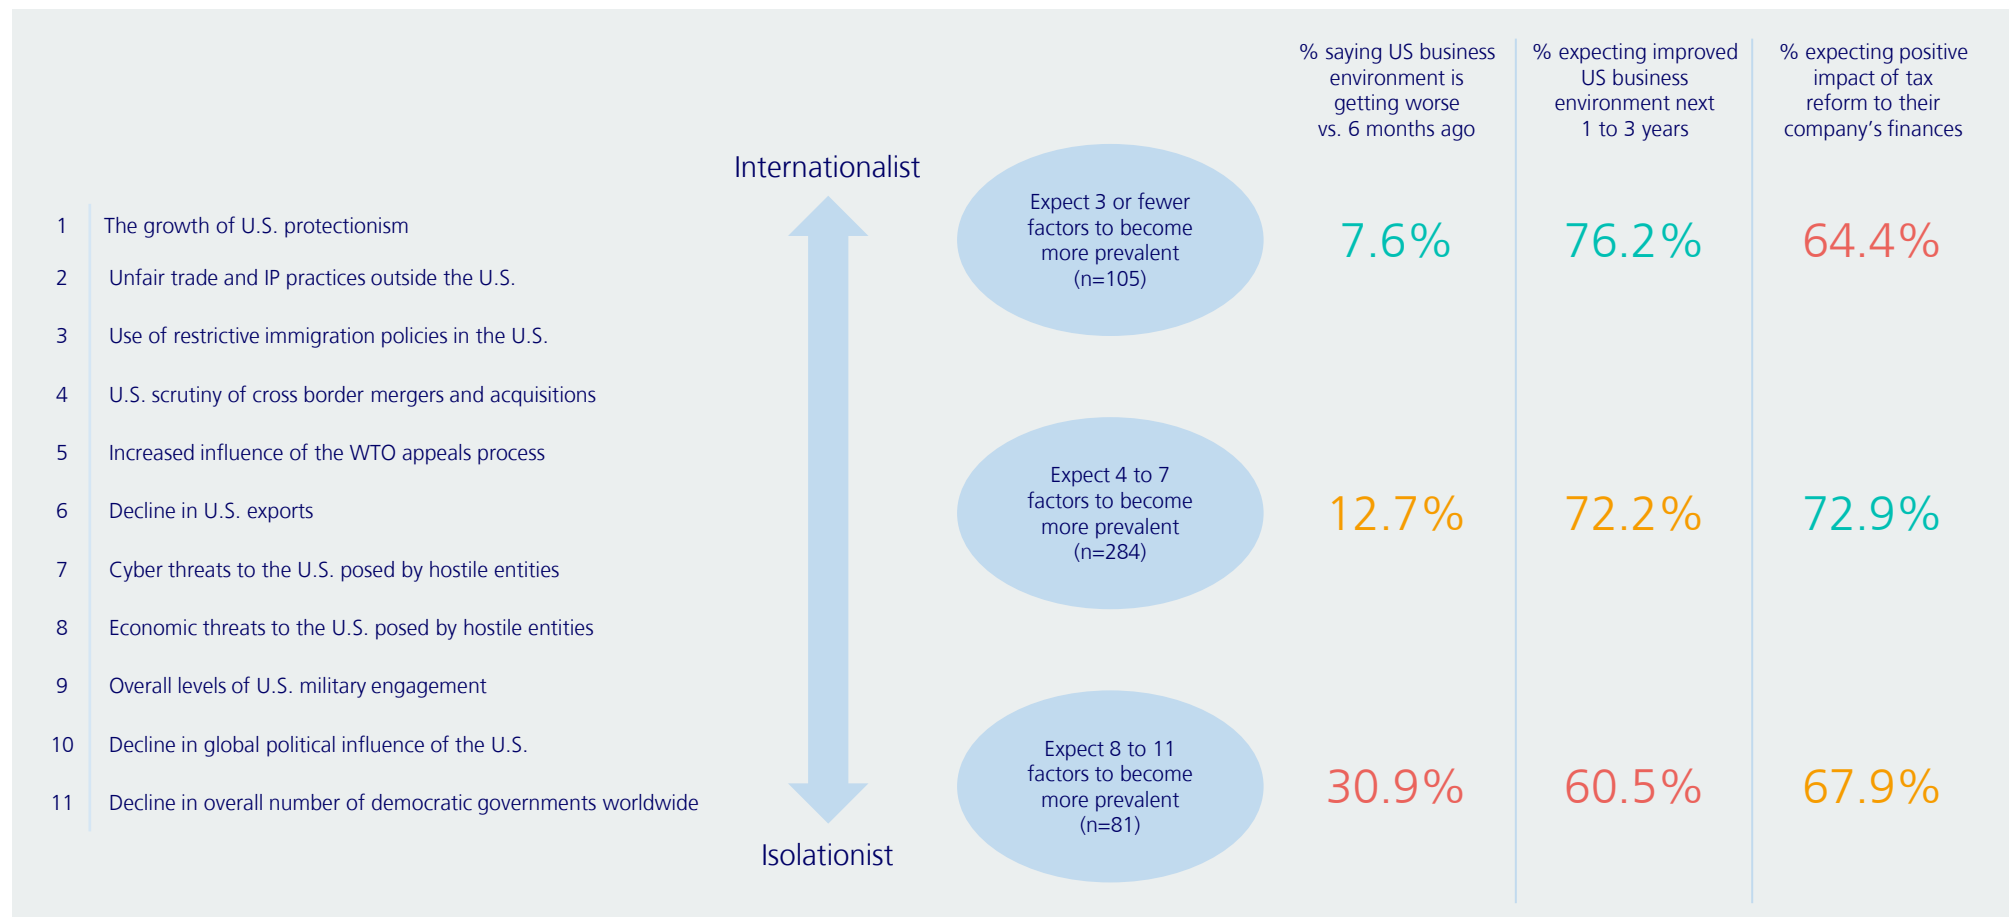 % saying US business
environment is
getting worse
vs. 6 months ago
% expecting improved
US business
environment next
1 to 3 years
% expecting positive
impact of tax
reform to their
company’s finances
Internationalist
1 The growth of U.S. protectionism
2 Unfair trade and IP practices outside the U.S.
3 Use of restrictive immigration policies in the U.S.
4 U.S. scrutiny of cross border mergers and acquisitions
5 Increased influence of the WTO appeals process
6 Decline in U.S. exports
7 Cyber threats to the U.S. posed by hostile entities
8 Economic threats to the U.S. posed by hostile entities
9 Overall levels of U.S. military engagement
10 Decline in global political influence of the U.S.
11 Decline in overall number of democratic governments worldwide
Isolationist
Expect 3 or fewer
factors to become
more prevalent
(n=105)
7.6% 76.2% 64.4%
Expect 4 to 7
factors to become
more prevalent
(n=284)
12.7% 72.2% 72.9%
Expect 8 to 11
factors to become
more prevalent
(n=81)
30.9% 60.5% 67.9%